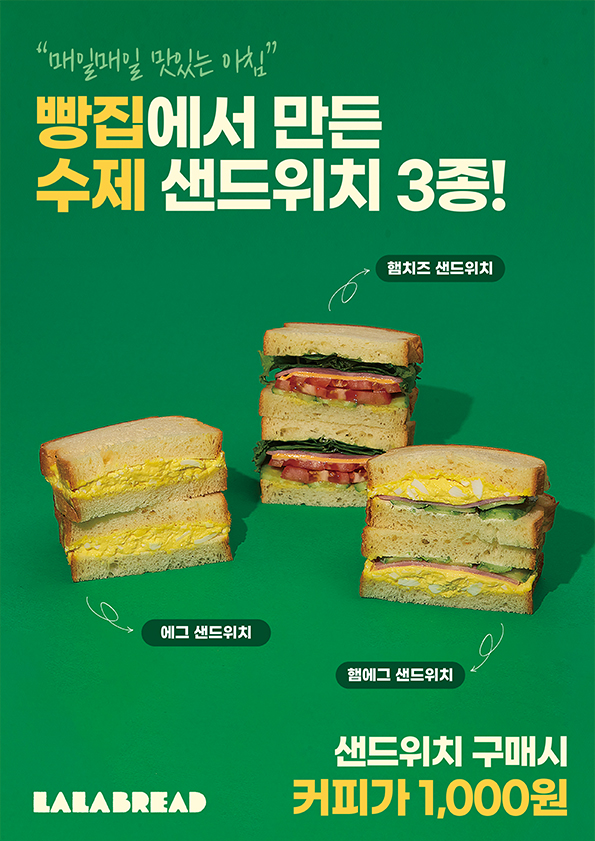 “매일매일 맛있는 아침”
빵집에서 만든
수제 샌드위치 3종!
햄치즈 샌드위치
에그 샌드위치
햄에그 샌드위치
샌드위치 구매시
커피가 1,000원
LALABREAD